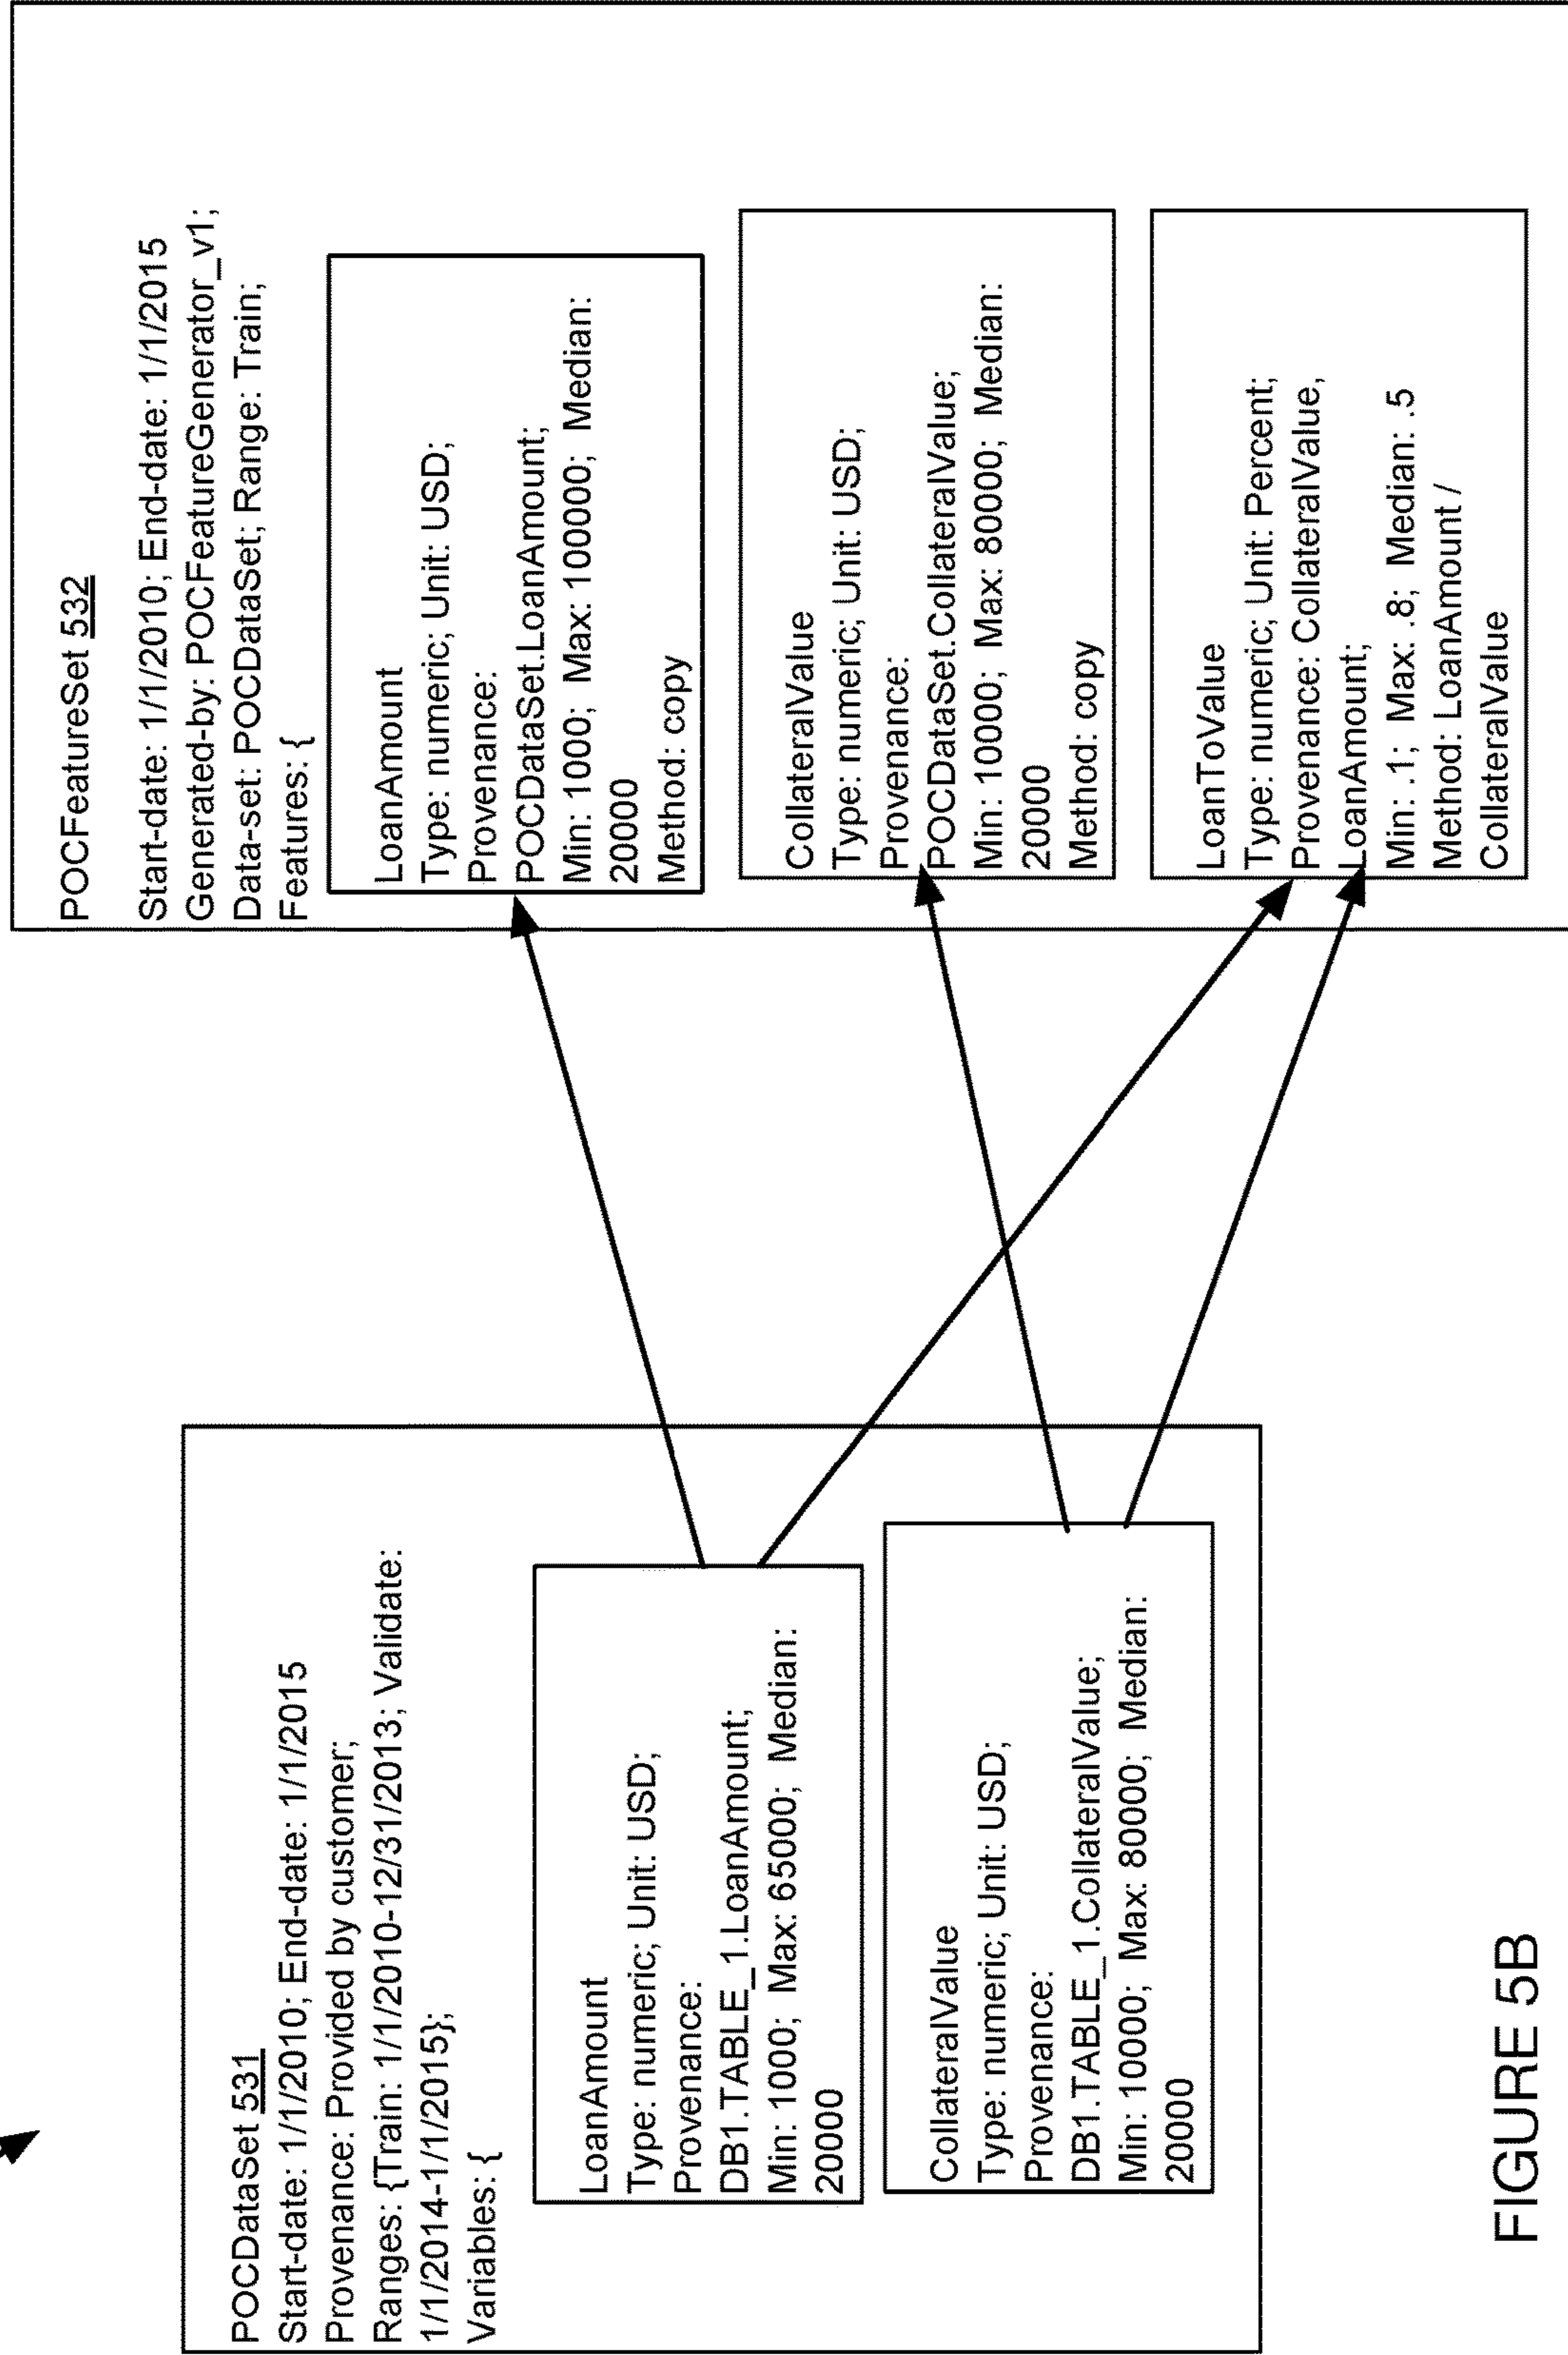 POCDataSet 531
Start-date: 1/1/2010; End-date: 1/1/2015
Provenance: Provided by customer;
Ranges: {Train: 1/1/2010-12/31/2013; Validate:
1/1/2014-1/1/2015};
Variables: {
LoanAmount
Type: numeric; Unit: USD;
Provenance:
DB1.TABLE_1.LoanAmount;
Min: 1000; Max: 65000; Median:
20000
CollateralValue
Type: numeric; Unit: USD;
Provenance:
DB1.TABLE_1.CollateralValue;
Min: 10000; Max: 80000; Median:
20000
POCFeatureSet 532
Start-date: 1/1/2010; End-date: 1/1/2015
Generated-by: POCFeatureGenerator_v1;
Data-set: POCDataSet; Range: Train;
Features: {
LoanAmount
Type: numeric; Unit: USD;
Provenance:
POCDataSet.LoanAmount;
Min: 1000; Max: 100000; Median:
20000
Method: copy
CollateralValue
Type: numeric; Unit: USD;
Provenance:
POCDataSet.CollateralValue;
Min: 10000; Max: 80000; Median:
20000
Method: copy
LoanToValue
Type: numeric; Unit: Percent;
Provenance: CollateralValue,
LoanAmount;
Min: .1; Max: .8; Median: .5
Method: LoanAmount /
CollateralValue
FIGURE 5B